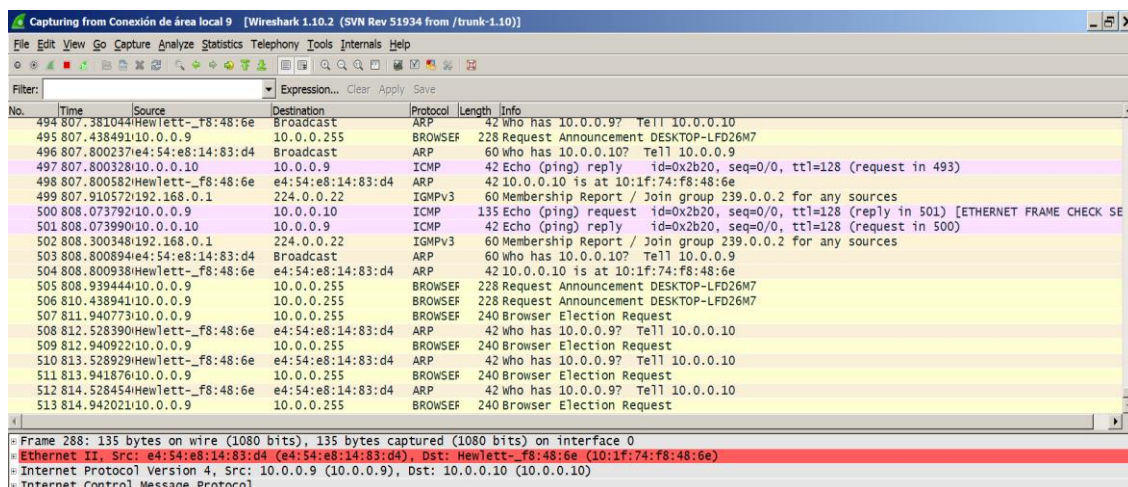 Capturing from Conexión de área local 9 [Wireshark 1.10.2 (SVN Rev 51934 from /trunk-1.10)]
File Edit View Go Capture Analyze Statistics Telephony Tools Internals Help
Filter: Expression... Clear Apply Save
No. Time Source Destination Protocol Length Info
494 807.381044 Hewlett-_f8:48:6e Broadcast ARP 42 Who has 10.0.0.9? Tell 10.0.0.10
495 807.438491 10.0.0.9 10.0.0.255 BROWSER 228 Request Announcement DESKTOP-LFD26M7
496 807.800237 e4:54:e8:14:83:d4 Broadcast ARP 60 Who has 10.0.0.10? Tell 10.0.0.9
497 807.800328 10.0.0.10 10.0.0.9 ICMP 42 Echo (ping) reply id=0x2b20, seq=0/0, ttl=128 (request in 493)
498 807.800582 Hewlett-_f8:48:6e e4:54:e8:14:83:d4 ARP 42 10.0.0.10 is at 10:1f:74:f8:48:6e
499 807.910572 192.168.0.1 224.0.0.22 IGMPv3 60 Membership Report / Join group 239.0.0.2 for any sources
500 808.073792 10.0.0.9 10.0.0.10 ICMP 135 Echo (ping) request id=0x2b20, seq=0/0, ttl=128 (reply in 501) [ETHERNET FRAME CHECK SE
501 808.073990 10.0.0.10 10.0.0.9 ICMP 42 Echo (ping) reply id=0x2b20, seq=0/0, ttl=128 (request in 500)
502 808.300348 192.168.0.1 224.0.0.22 IGMPv3 60 Membership Report / Join group 239.0.0.2 for any sources
503 808.800894 e4:54:e8:14:83:d4 Broadcast ARP 60 Who has 10.0.0.10? Tell 10.0.0.9
504 808.800938 Hewlett-_f8:48:6e e4:54:e8:14:83:d4 ARP 42 10.0.0.10 is at 10:1f:74:f8:48:6e
505 808.939444 10.0.0.9 10.0.0.255 BROWSER 228 Request Announcement DESKTOP-LFD26M7
506 810.438941 10.0.0.9 10.0.0.255 BROWSER 228 Request Announcement DESKTOP-LFD26M7
507 811.940773 10.0.0.9 10.0.0.255 BROWSER 240 Browser Election Request
508 812.528390 Hewlett-_f8:48:6e e4:54:e8:14:83:d4 ARP 42 Who has 10.0.0.9? Tell 10.0.0.10
509 812.940922 10.0.0.9 10.0.0.255 BROWSER 240 Browser Election Request
510 813.528929 Hewlett-_f8:48:6e e4:54:e8:14:83:d4 ARP 42 Who has 10.0.0.9? Tell 10.0.0.10
511 813.941876 10.0.0.9 10.0.0.255 BROWSER 240 Browser Election Request
512 814.528454 Hewlett-_f8:48:6e e4:54:e8:14:83:d4 ARP 42 Who has 10.0.0.9? Tell 10.0.0.10
513 814.942021 10.0.0.9 10.0.0.255 BROWSER 240 Browser Election Request
Frame 288: 135 bytes on wire (1080 bits), 135 bytes captured (1080 bits) on interface 0
Ethernet II, Src: e4:54:e8:14:83:d4 (e4:54:e8:14:83:d4), Dst: Hewlett-_f8:48:6e (10:1f:74:f8:48:6e)
Internet Protocol Version 4, Src: 10.0.0.9 (10.0.0.9), Dst: 10.0.0.10 (10.0.0.10)
Internet Control Message Protocol